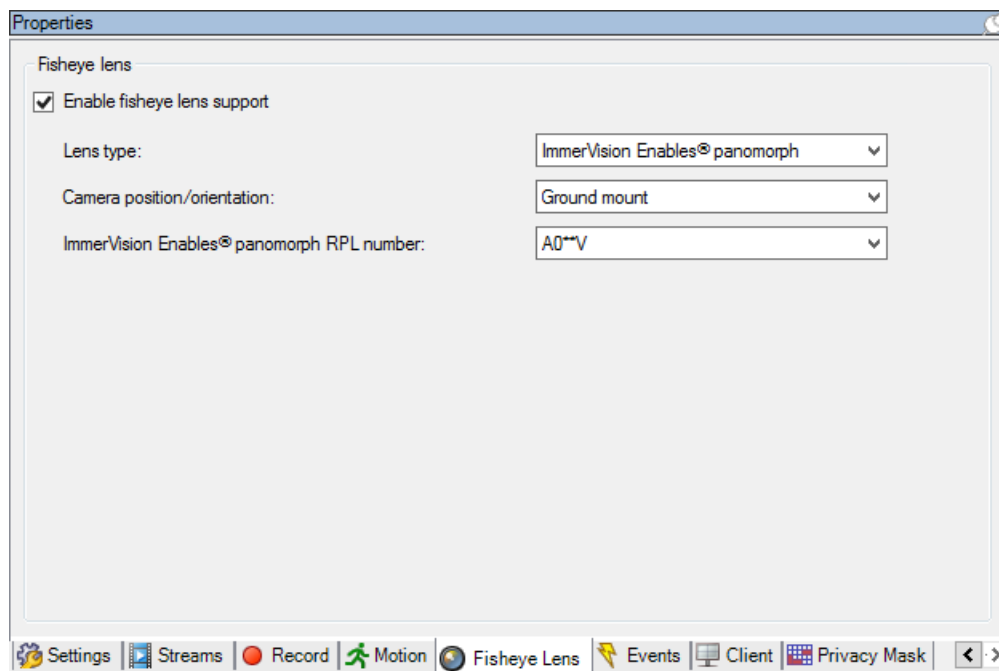 Properties
Fisheye lens
Enable fisheye lens support
Lens type: ImmerVision Enables® panomorph
Camera position/orientation: Ground mount
ImmerVision Enables® panomorph RPL number: A0**V
Settings Streams Record Motion Fisheye Lens Events Client Privacy Mask